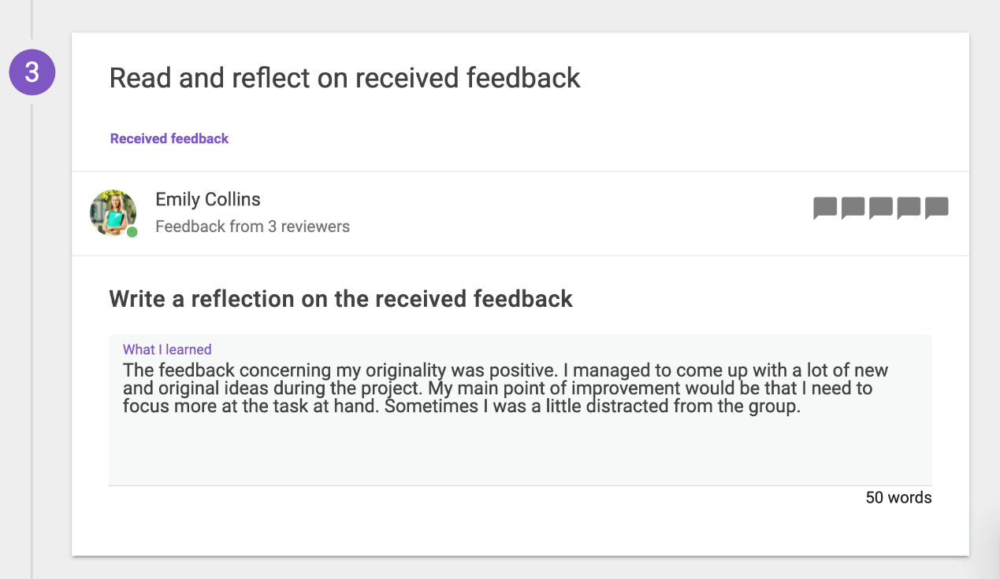 3
Read and reflect on received feedback
Received feedback
Emily Collins
Feedback from 3 reviewers
Write a reflection on the received feedback
What I learned
The feedback concerning my originality was positive. I managed to come up with a lot of new
and original ideas during the project. My main point of improvement would be that I need to
focus more at the task at hand. Sometimes I was a little distracted from the group.
50 words